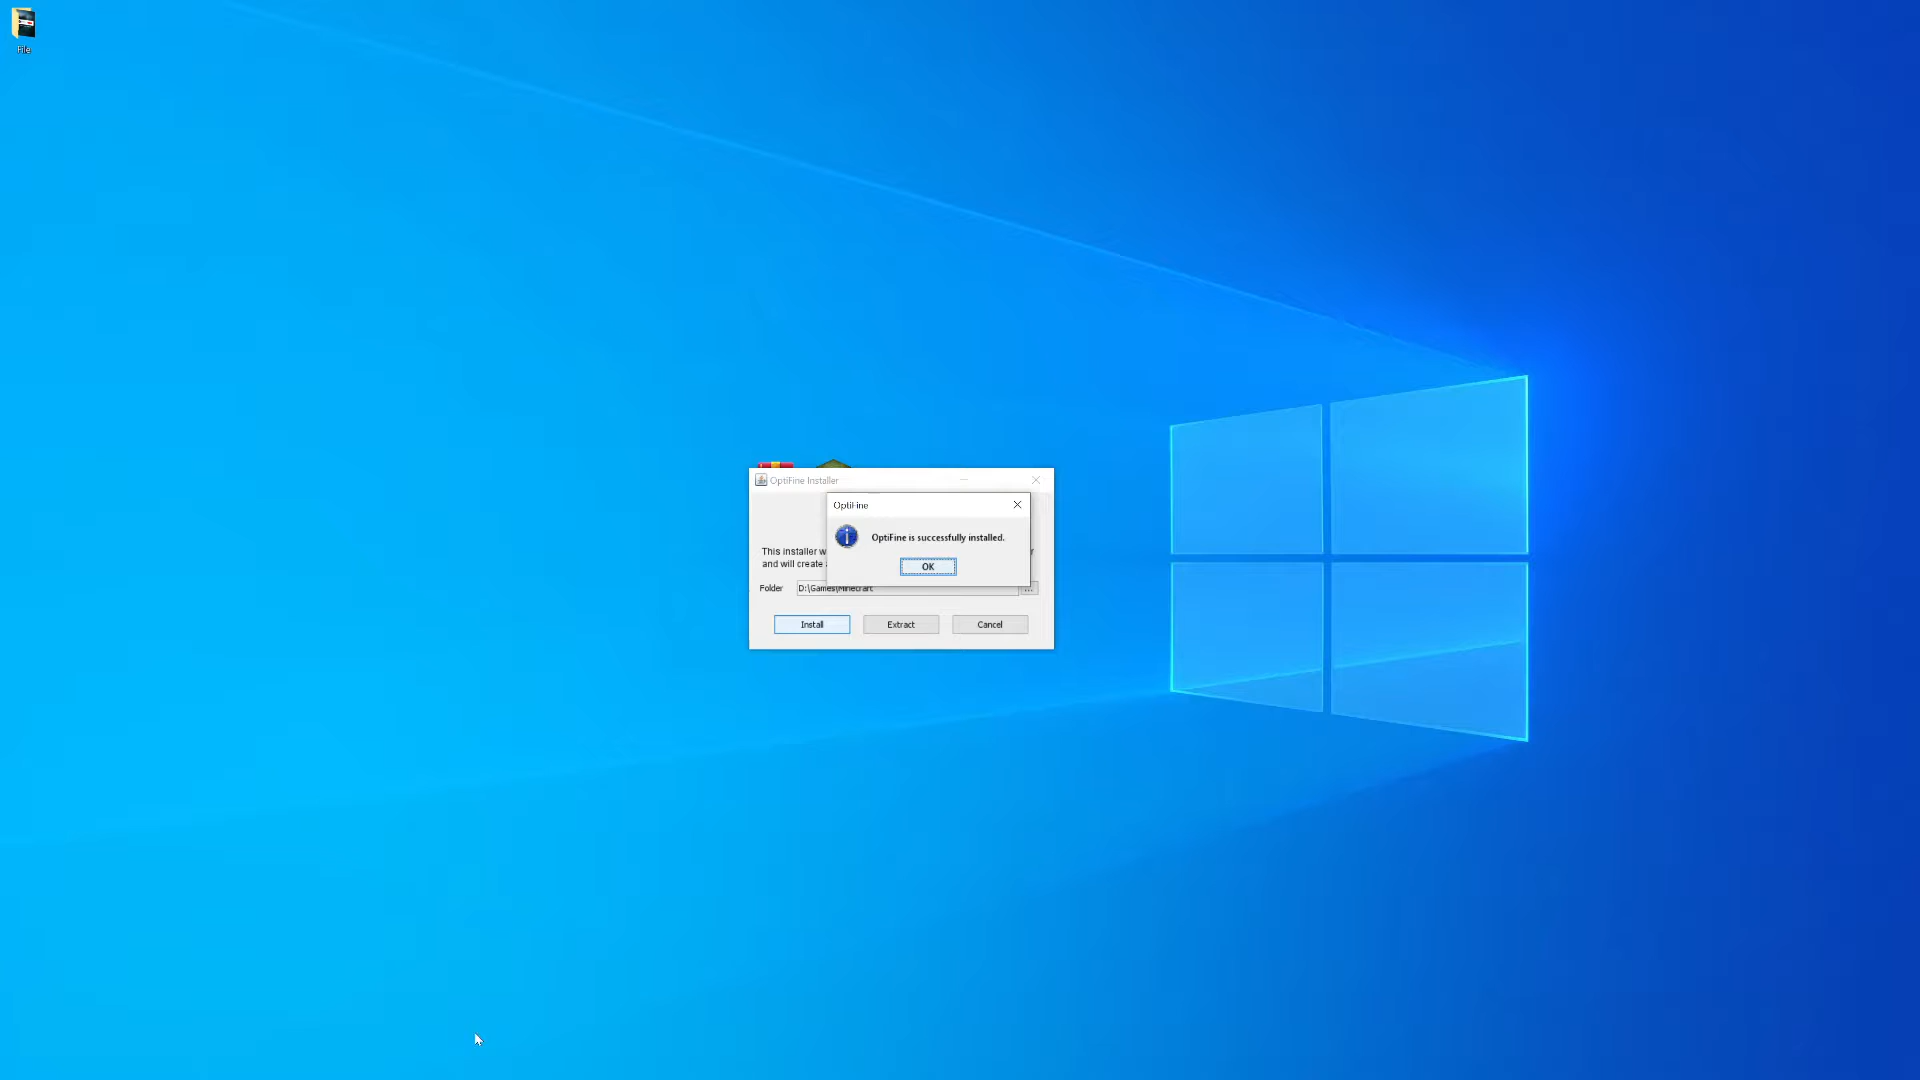 File
OptiFine Installer
OptiFine
OptiFine is successfully installed.
This installer w
r
and will create
OK
Folder
D:\Games\Minecraft
...
Install
Extract
Cancel